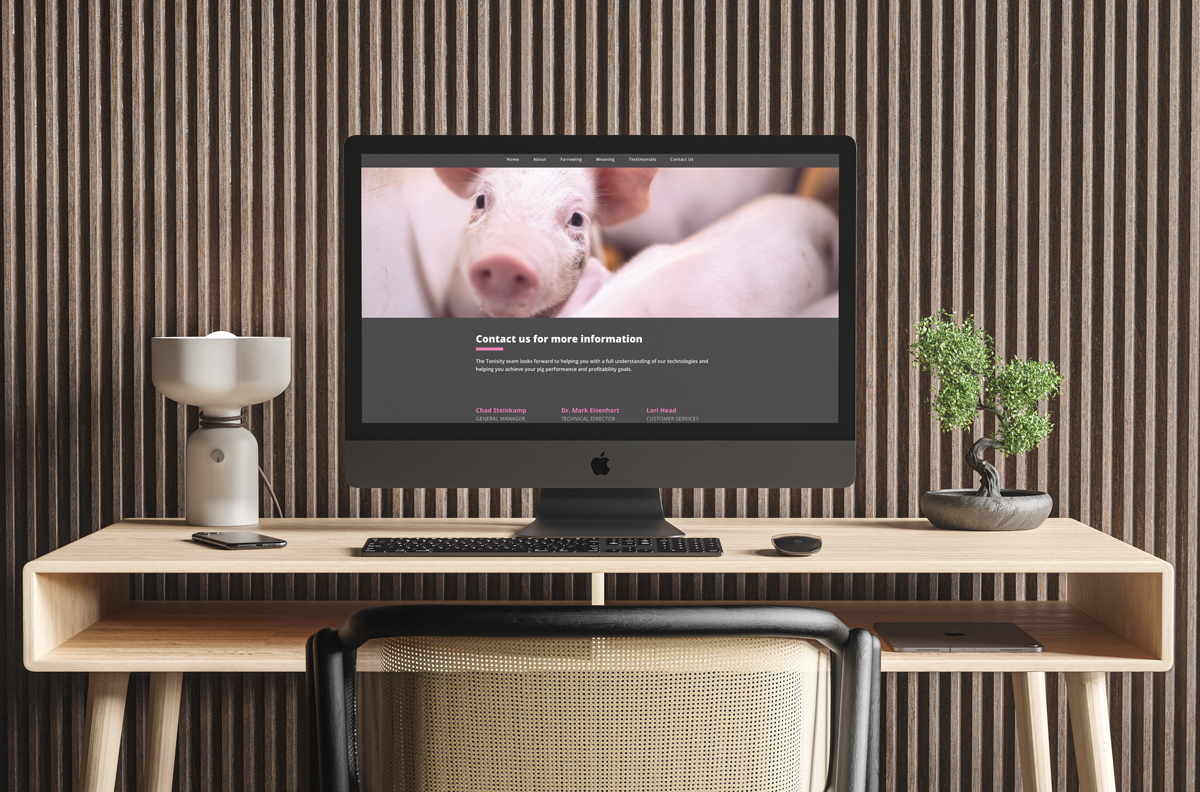 Home About Farrowing Weaning Testimonials Contact Us
Contact us for more information
The Tonisity team looks forward to helping you with a full understanding of our technologies and
helping you achieve your pig performance and profitability goals.
Chad Steinkamp Dr. Mark Eisenhart Lori Head
GENERAL MANAGER TECHNICAL DIRECTOR CUSTOMER SERVICES